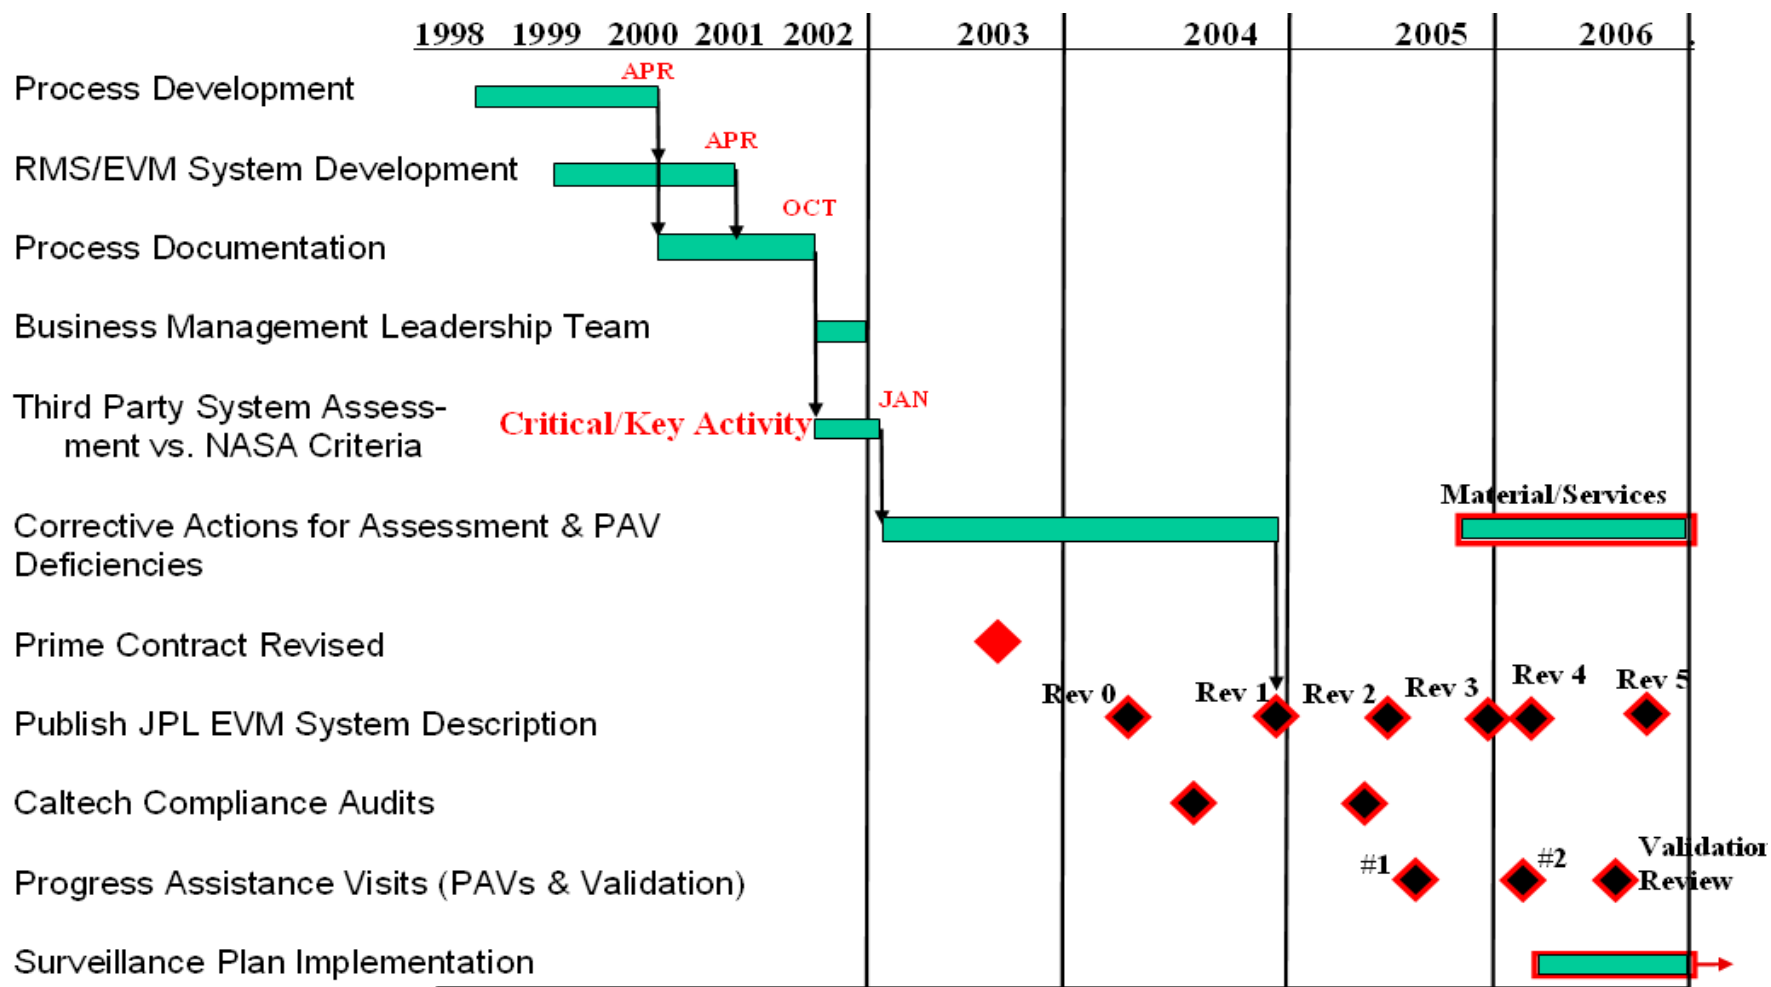 1998 1999 2000 2001 2002 2003 2004 2005 2006 .
APR
Process Development
APR
RMS/EVM System Development
OCT
Process Documentation
Business Management Leadership Team
JAN
Third Party System Assess-
Critical/Key Activity
ment vs. NASA Criteria
Material/Services
Corrective Actions for Assessment & PAV
Deficiencies
Prime Contract Revised
Rev 0 Rev 1 Rev 2 Rev 3 Rev 4 Rev 5
Publish JPL EVM System Description
Caltech Compliance Audits
#1 #2 Validation
Review
Progress Assistance Visits (PAVs & Validation)
Surveillance Plan Implementation